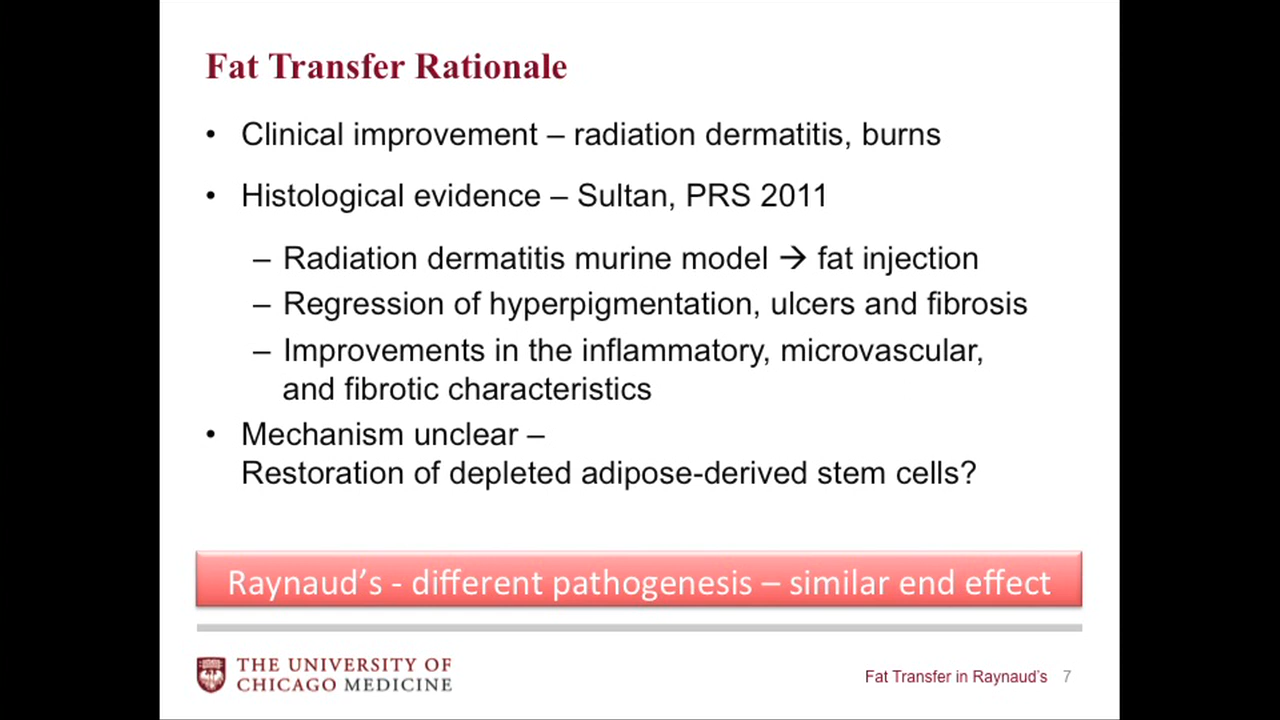 Fat Transfer Rationale
• Clinical improvement – radiation dermatitis, burns
• Histological evidence – Sultan, PRS 2011
– Radiation dermatitis murine model → fat injection
– Regression of hyperpigmentation, ulcers and fibrosis
– Improvements in the inflammatory, microvascular,
and fibrotic characteristics
• Mechanism unclear –
Restoration of depleted adipose-derived stem cells?
Raynaud's - different pathogenesis – similar end effect
THE UNIVERSITY OF
CHICAGO MEDICINE
Fat Transfer in Raynaud's 7